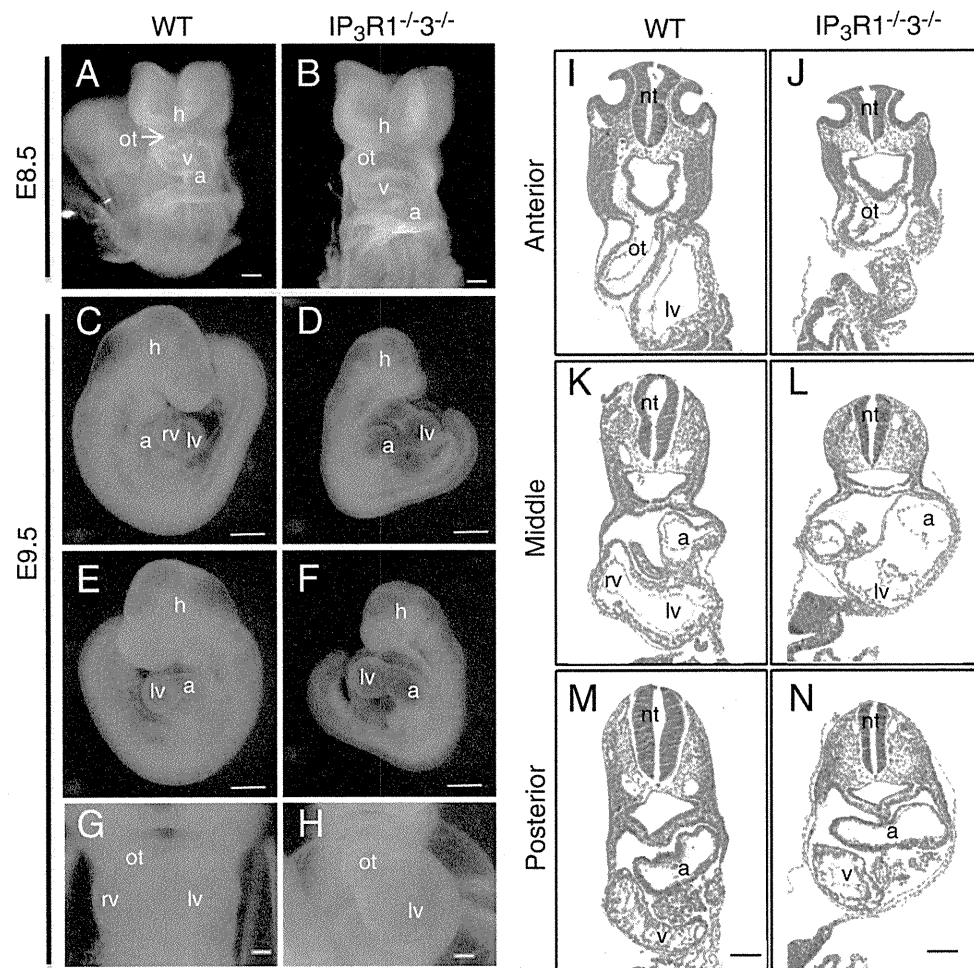 WT
IP3R1-/-3-/-
WT
IP3R1-/-3-/-
E8.5
A
h
ot
v
a
B
h
ot
v
a
E9.5
C
h
a
rv
lv
D
h
a
lv
E
h
lv
a
F
h
lv
a
G
ot
rv
lv
H
ot
lv
Anterior
I
nt
ot
lv
J
nt
ot
Middle
K
nt
a
rv
lv
L
nt
a
lv
Posterior
M
nt
a
v
N
nt
a
v